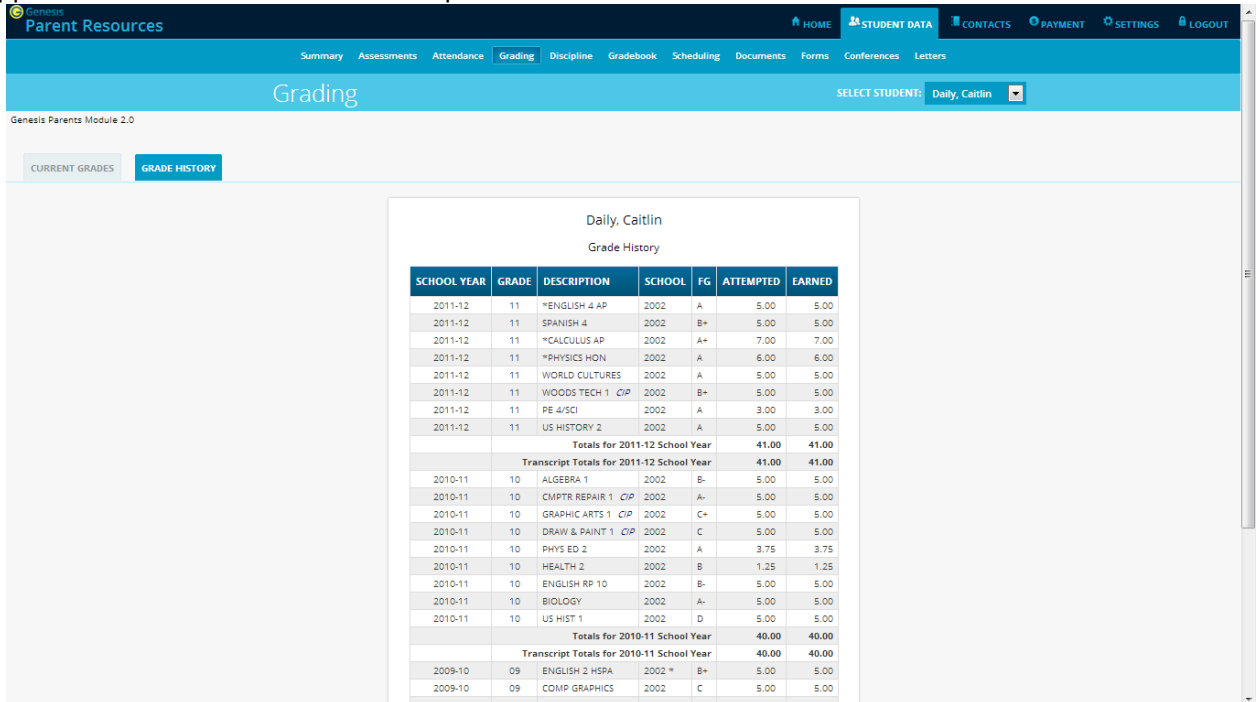 Genesis
Parent Resources
HOME STUDENT DATA CONTACTS PAYMENT SETTINGS LOGOUT
Summary Assessments Attendance Grading Discipline Gradebook Scheduling Documents Forms Conferences Letters
Grading SELECT STUDENT: Daily, Caitlin
Genesis Parents Module 2.0
CURRENT GRADES GRADE HISTORY
Daily, Caitlin
Grade History
SCHOOL YEAR GRADE DESCRIPTION SCHOOL FG ATTEMPTED EARNED
2011-12 11 *ENGLISH 4 AP 2002 A 5.00 5.00
2011-12 11 SPANISH 4 2002 B+ 5.00 5.00
2011-12 11 *CALCULUS AP 2002 A+ 7.00 7.00
2011-12 11 *PHYSICS HON 2002 A 6.00 6.00
2011-12 11 WORLD CULTURES 2002 A 5.00 5.00
2011-12 11 WOODS TECH 1 CIP 2002 B+ 5.00 5.00
2011-12 11 PE 4/SCI 2002 A 3.00 3.00
2011-12 11 US HISTORY 2 2002 A 5.00 5.00
Totals for 2011-12 School Year 41.00 41.00
Transcript Totals for 2011-12 School Year 41.00 41.00
2010-11 10 ALGEBRA 1 2002 B- 5.00 5.00
2010-11 10 CMPTR REPAIR 1 CIP 2002 A- 5.00 5.00
2010-11 10 GRAPHIC ARTS 1 CIP 2002 C+ 5.00 5.00
2010-11 10 DRAW & PAINT 1 CIP 2002 C 5.00 5.00
2010-11 10 PHYS ED 2 2002 A 3.75 3.75
2010-11 10 HEALTH 2 2002 B 1.25 1.25
2010-11 10 ENGLISH RP 10 2002 B- 5.00 5.00
2010-11 10 BIOLOGY 2002 A- 5.00 5.00
2010-11 10 US HIST 1 2002 D 5.00 5.00
Totals for 2010-11 School Year 40.00 40.00
Transcript Totals for 2010-11 School Year 40.00 40.00
2009-10 09 ENGLISH 2 HSPA 2002 * B+ 5.00 5.00
2009-10 09 COMP GRAPHICS 2002 C 5.00 5.00